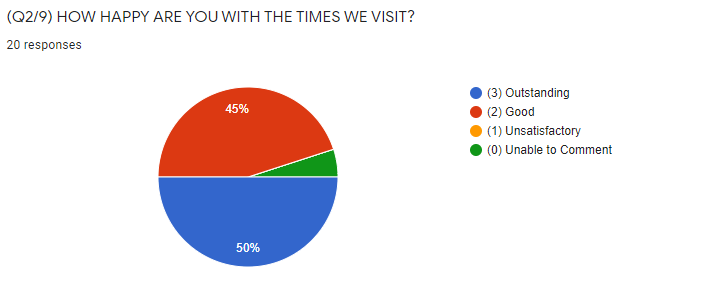 (Q2/9) HOW HAPPY ARE YOU WITH THE TIMES WE VISIT?
20 responses
45%
50%
(3) Outstanding
(2) Good
(1) Unsatisfactory
(0) Unable to Comment